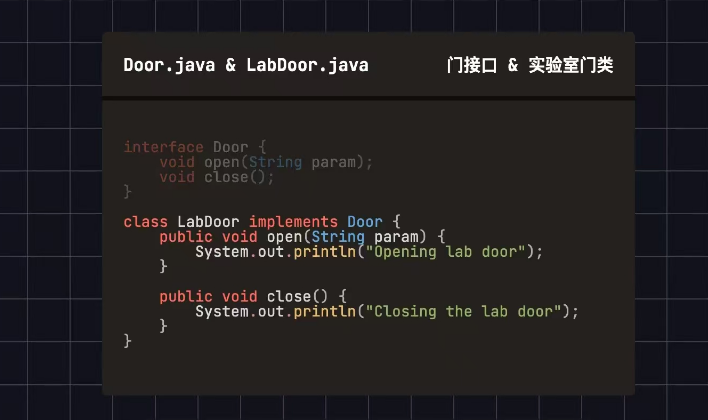 Door.java & LabDoor.java 门接口 & 实验室门类
interface Door {
    void open(String param);
    void close();
}
class LabDoor implements Door {
    public void open(String param) {
        System.out.println("Opening lab door");
    }
    public void close() {
        System.out.println("Closing the lab door");
    }
}